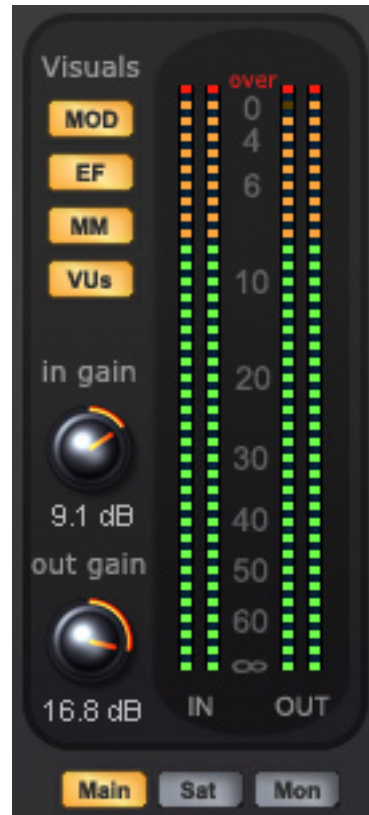 Visuals
MOD
EF
MM
VUs
in gain
9.1 dB
out gain
16.8 dB
over
0
4
6
10
20
30
40
50
60
∞
IN OUT
Main Sat Mon